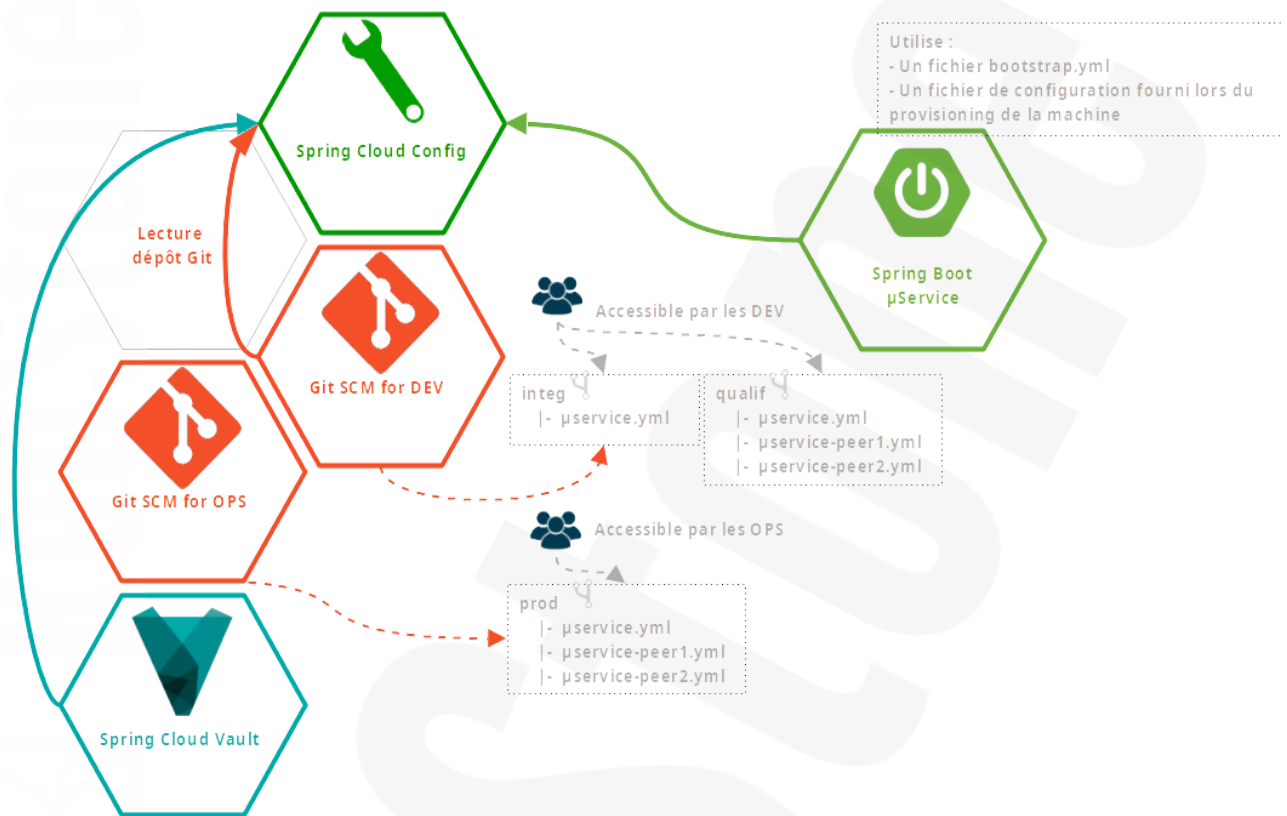 Utilise :
- Un fichier bootstrap.yml
- Un fichier de configuration fourni lors du
provisioning de la machine
Spring Cloud Config
Lecture
dépôt Git
Spring Boot
µService
Git SCM for DEV
Accessible par les DEV
integ
|- µservice.yml
qualif
|- µservice.yml
|- µservice-peer1.yml
|- µservice-peer2.yml
Git SCM for OPS
Accessible par les OPS
prod
|- µservice.yml
|- µservice-peer1.yml
|- µservice-peer2.yml
Spring Cloud Vault